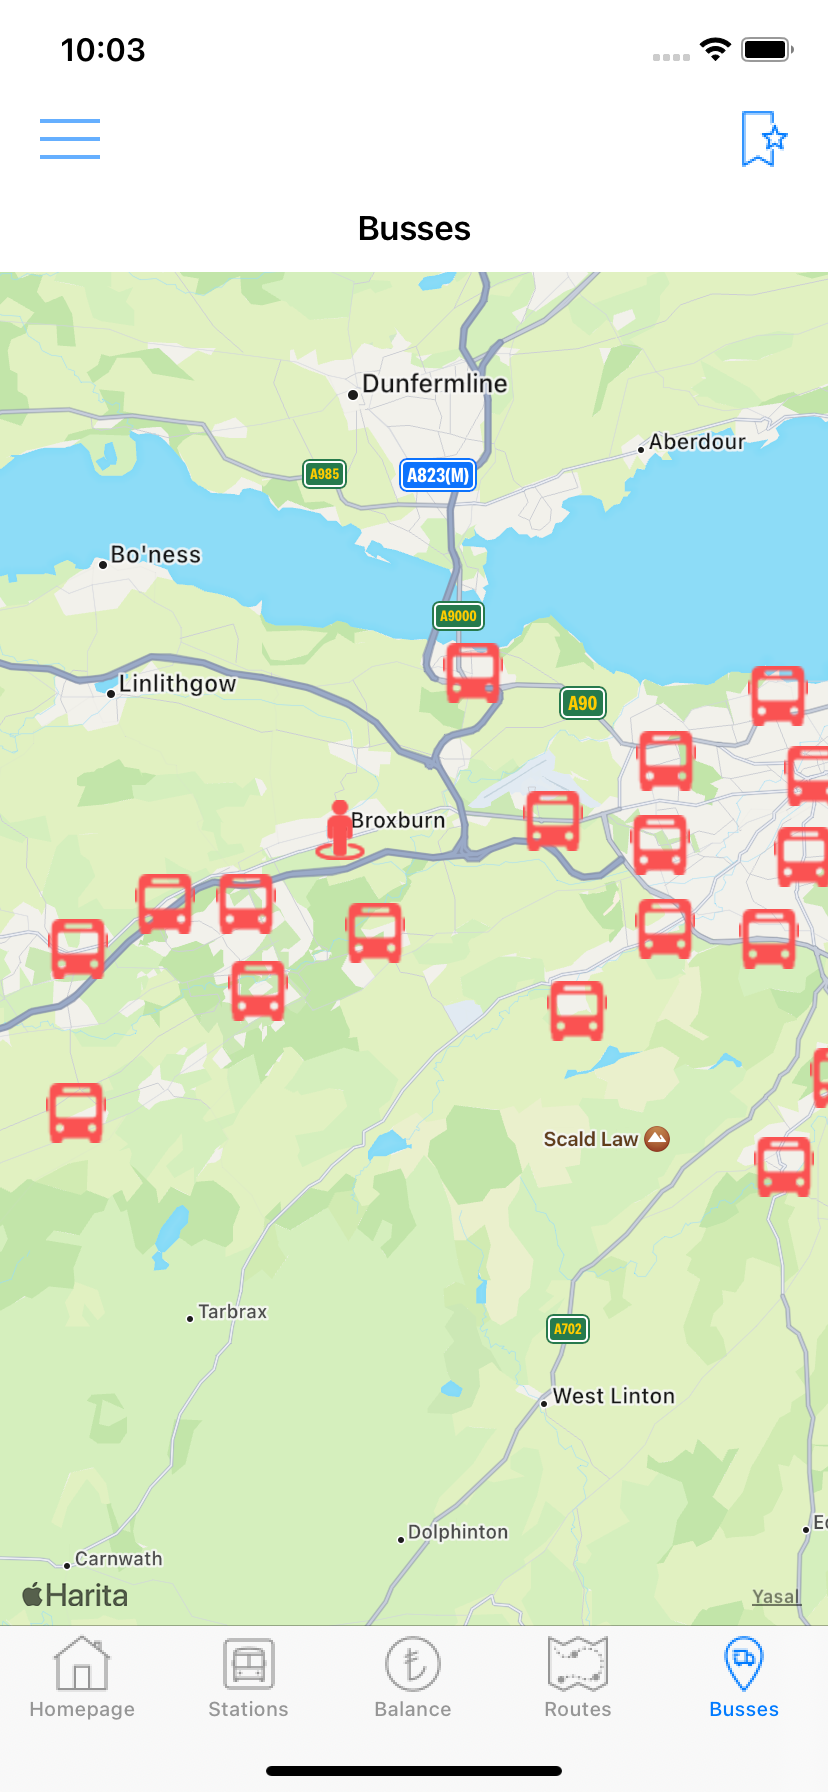 10:03
Busses
Dunfermline
Aberdour
A985
A823(M)
Bo'ness
A9000
Linlithgow
A90
Broxburn
Scald Law
Tarbrax
A702
West Linton
Dolphinton
Carnwath
Harita
Yasal
Homepage
Stations
Balance
Routes
Busses